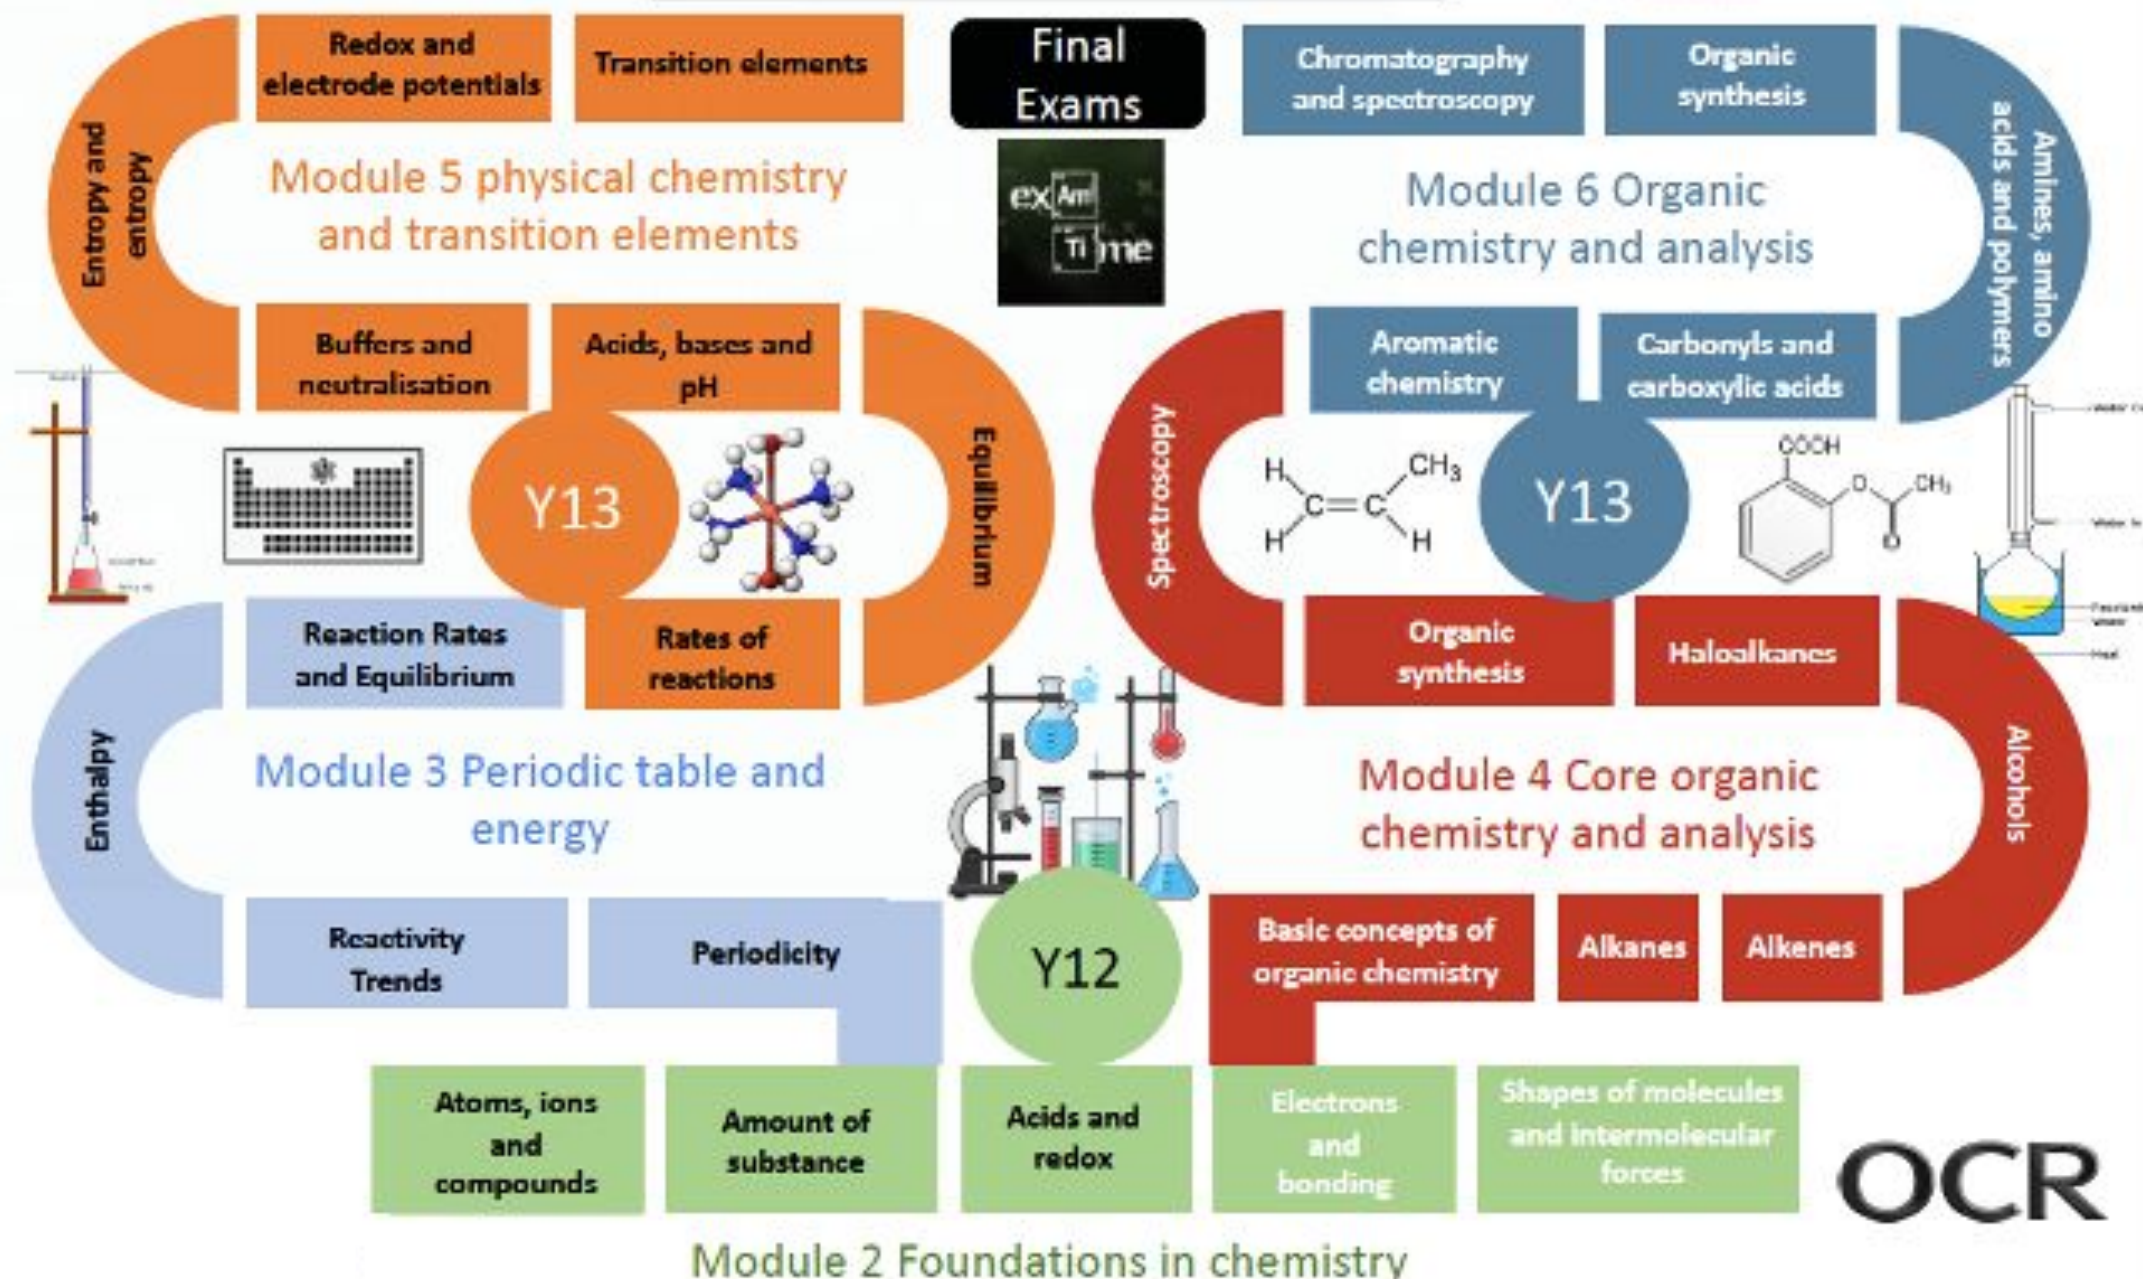 Redox and
electrode potentials
Transition elements
Final
Exams
Chromatography
and spectroscopy
Organic
synthesis
Entropy and
entropy
Module 5 physical chemistry
and transition elements
ex Am
Ti me
Module 6 Organic
chemistry and analysis
Amines, amino
acids and polymers
Buffers and
neutralisation
Acids, bases and
pH
Equilibrium
Spectroscopy
Aromatic
chemistry
Carbonyls and
carboxylic acids
Y13
H
CH3
C=C
H
H
Y13
COOH
O
CH3
O
Reaction Rates
and Equilibrium
Rates of
reactions
Organic
synthesis
Haloalkanes
Enthalpy
Module 3 Periodic table and
energy
Module 4 Core organic
chemistry and analysis
Alcohols
Reactivity
Trends
Periodicity
Y12
Basic concepts of
organic chemistry
Alkanes
Alkenes
Atoms, ions
and
compounds
Amount of
substance
Acids and
redox
Electrons
and
bonding
Shapes of molecules
and intermolecular
forces
OCR
Module 2 Foundations in chemistry